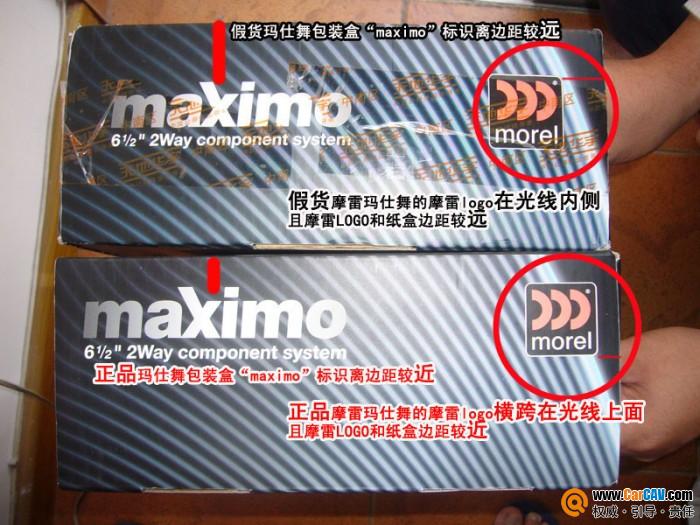 假货玛仕舞包装盒“maximo”标识离边距较远
maximo
6½" 2Way component system
morel
假货摩雷玛仕舞的摩雷logo在光线内侧
且摩雷LOGO和纸盒边距较远
maximo
6½" 2Way component system
morel
正品玛仕舞包装盒“maximo”标识离边距较近
正品摩雷玛仕舞的摩雷logo横跨在光线上面
且摩雷LOGO和纸盒边距较近
www.CarCAV.com
权威·引导·责任